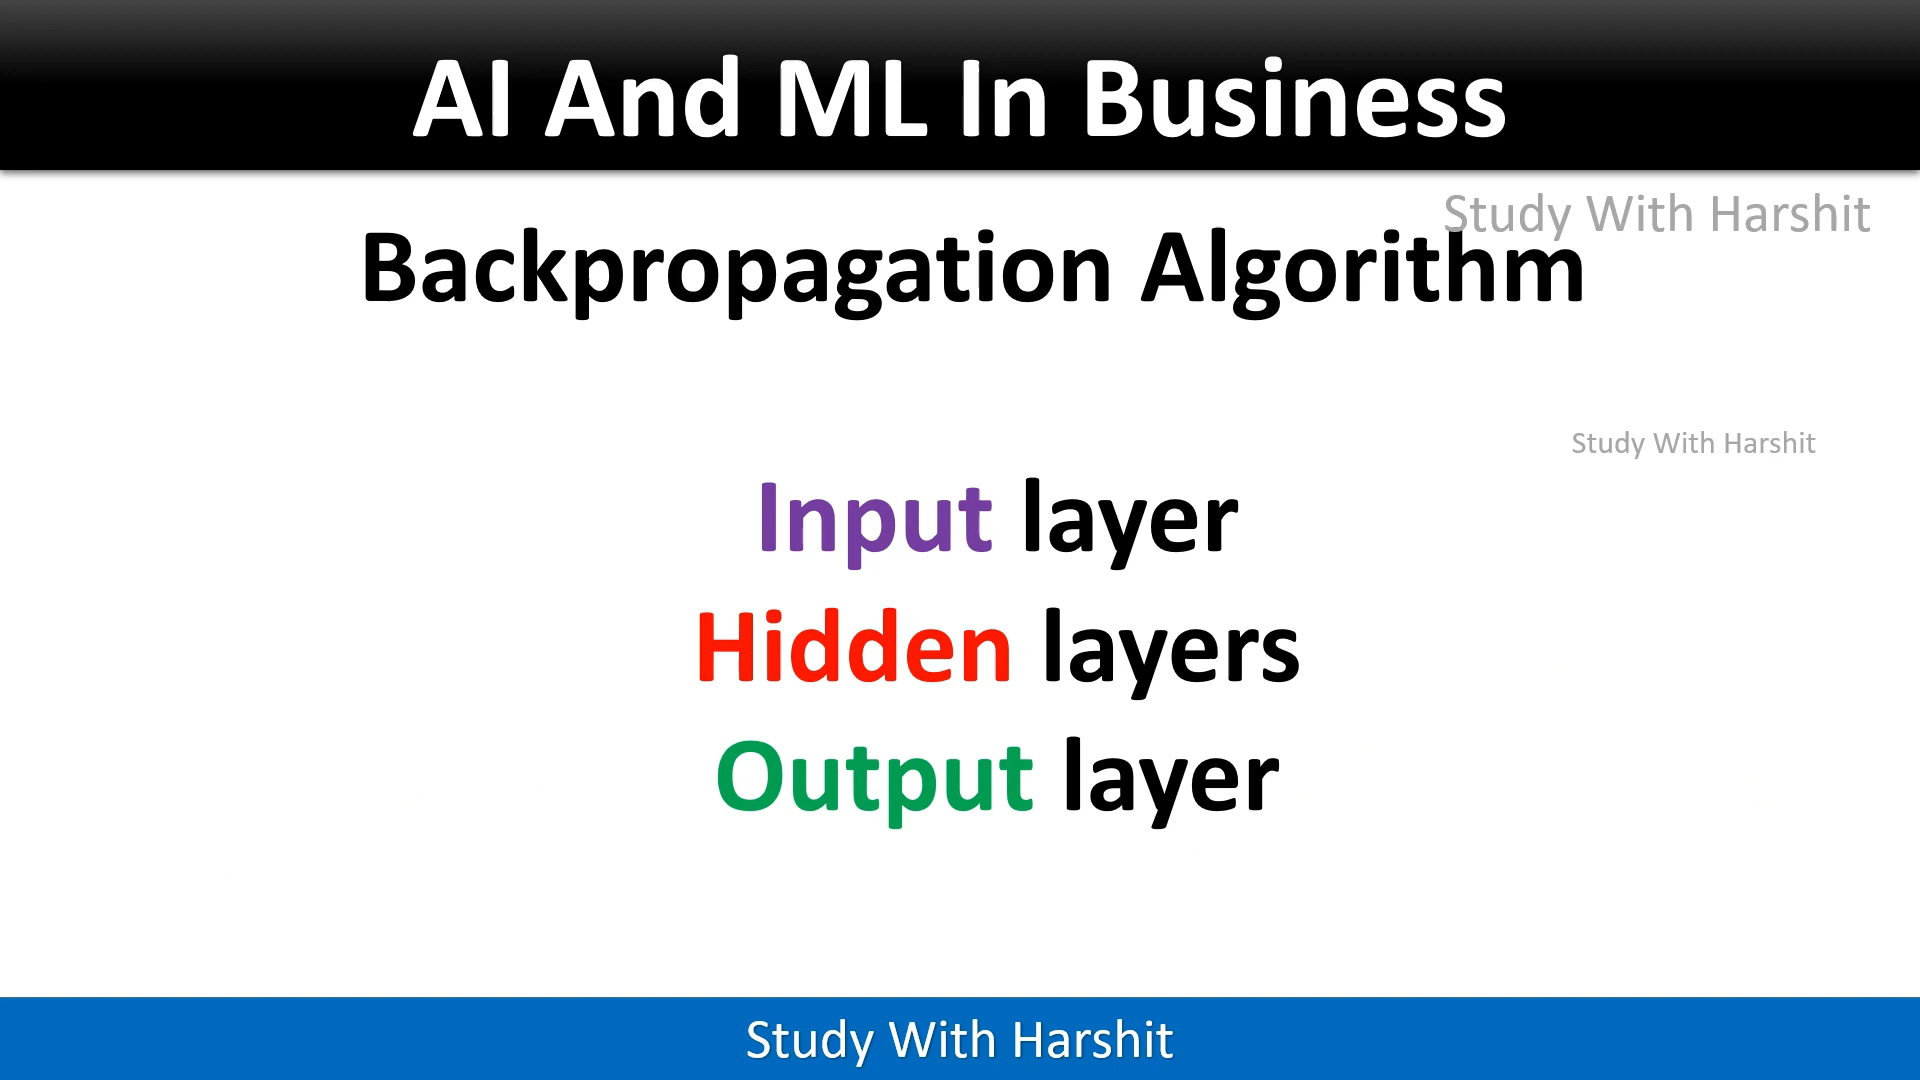 AI And ML In Business
Study With Harshit
Backpropagation Algorithm
Study With Harshit
Input layer
Hidden layers
Output layer
Study With Harshit